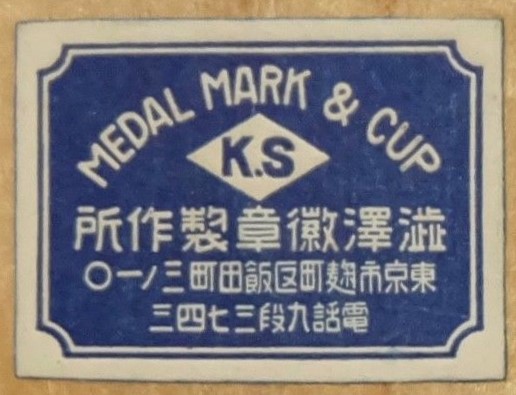 MEDAL MARK & CUP
K.S
澁澤徽章製作所
東京市麹町区飯田町三ノ一〇
電話九段三七四三